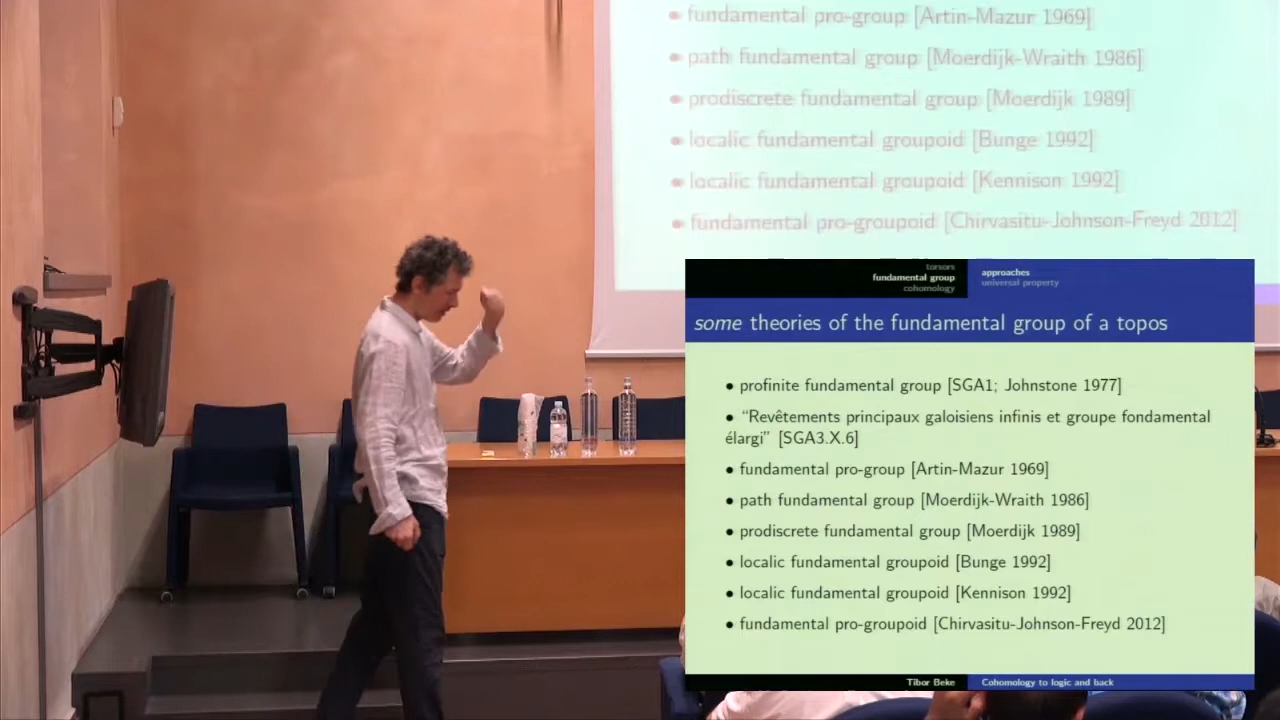 • fundamental pro-group [Artin-Mazur 1969]
• path fundamental group [Moerdijk-Wraith 1986]
• prodiscrete fundamental group [Moerdijk 1989]
• localic fundamental groupoid [Bunge 1992]
• localic fundamental groupoid [Kennison 1992]
• fundamental pro-groupoid [Chirvasitu-Johnson-Freyd 2012]
torsors
fundamental group
cohomology
approaches
universal property
some theories of the fundamental group of a topos
• profinite fundamental group [SGA1; Johnstone 1977]
• “Revêtements principaux galoisiens infinis et groupe fondamental
élargi” [SGA3.X.6]
• fundamental pro-group [Artin-Mazur 1969]
• path fundamental group [Moerdijk-Wraith 1986]
• prodiscrete fundamental group [Moerdijk 1989]
• localic fundamental groupoid [Bunge 1992]
• localic fundamental groupoid [Kennison 1992]
• fundamental pro-groupoid [Chirvasitu-Johnson-Freyd 2012]
Tibor Beke
Cohomology to logic and back